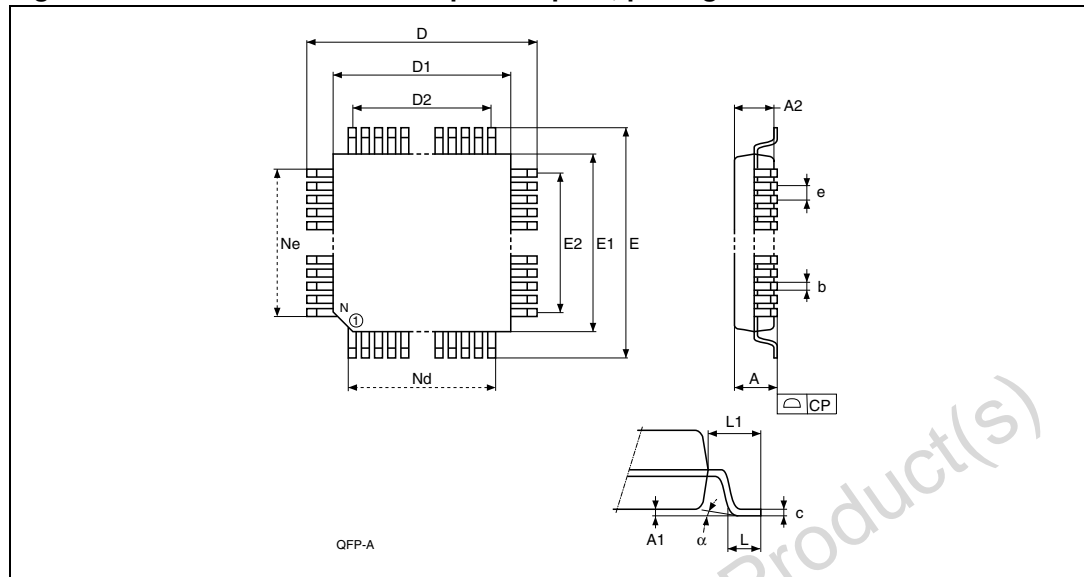 D
D1
D2
A2
e
Ne
E2 E1 E
b
N
1
Nd
A
CP
L1
c
A1
α
L
QFP-A
Product(s)